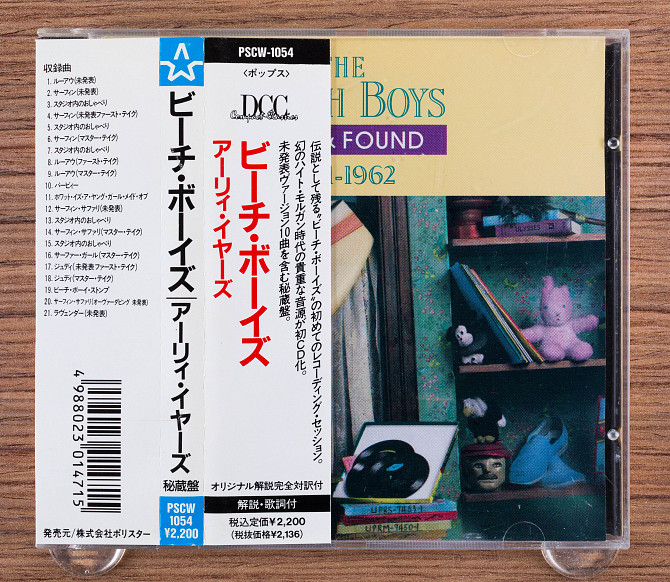 収録曲
1. ルーアウ(未発表)
2. サーフィン(未発表)
3. スタジオ内のおしゃべり
4. サーフィン(未発表ファースト・テイク)
5. スタジオ内のおしゃべり
6. サーフィン(マスター・テイク)
7. スタジオ内のおしゃべり
8. ルーアウ(ファースト・テイク)
9. ルーアウ(マスター・テイク)
10. バービィー
11. ホワット・イズ・ア・ヤング・ガール・メイド・オブ
12. サーフィン・サファリ(未発表)
13. スタジオ内のおしゃべり
14. サーフィン・サファリ(マスター・テイク)
15. スタジオ内のおしゃべり
16. サーファー・ガール(マスター・テイク)
17. ジュディ(未発表ファースト・テイク)
18. ジュディ(マスター・テイク)
19. ビーチ・ボーイ・ストンプ
20. サーフィン・サファリ(オーヴァーダビング 未発表)
21. ラヴェンダー(未発表)
4988023014715
発売元/株式会社ポリスター
ビーチ・ボーイズ
アーリィ・イヤーズ
秘蔵盤
PSCW
1054
¥2,200
PSCW-1054
〈ポップス〉
DCC
Compact Classics
伝説として残る“ビーチ・ボーイズ”の初めてのレコーディング・セッション。
幻のハイト・モルガン時代の貴重な音源が初CD化。
未発表ヴァージョン10曲を含む秘蔵盤。
ビーチ・ボーイズ
アーリィ・イヤーズ
オリジナル解説完全対訳付
解説・歌詞付
税込定価¥2,200
(税抜価格¥2,136)
THE
H BOYS
& FOUND
1-1962
ULYSSES